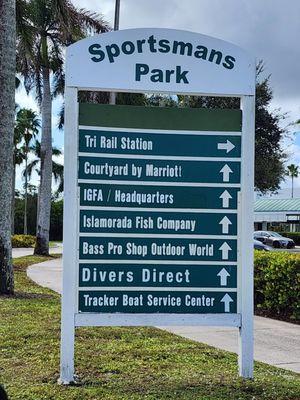 Sportsmans
Park
Tri Rail Station
Courtyard by Marriott
IGFA / Headquarters
Islamorada Fish Company
Bass Pro Shop Outdoor World
Divers Direct
Tracker Boat Service Center